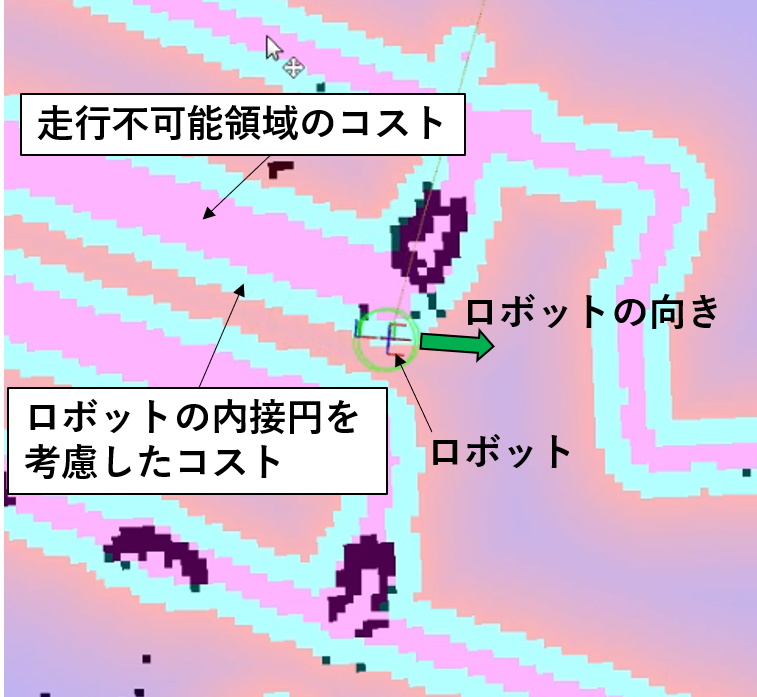 走行不可能領域のコスト
ロボットの向き
ロボットの内接円を
考慮したコスト
ロボット